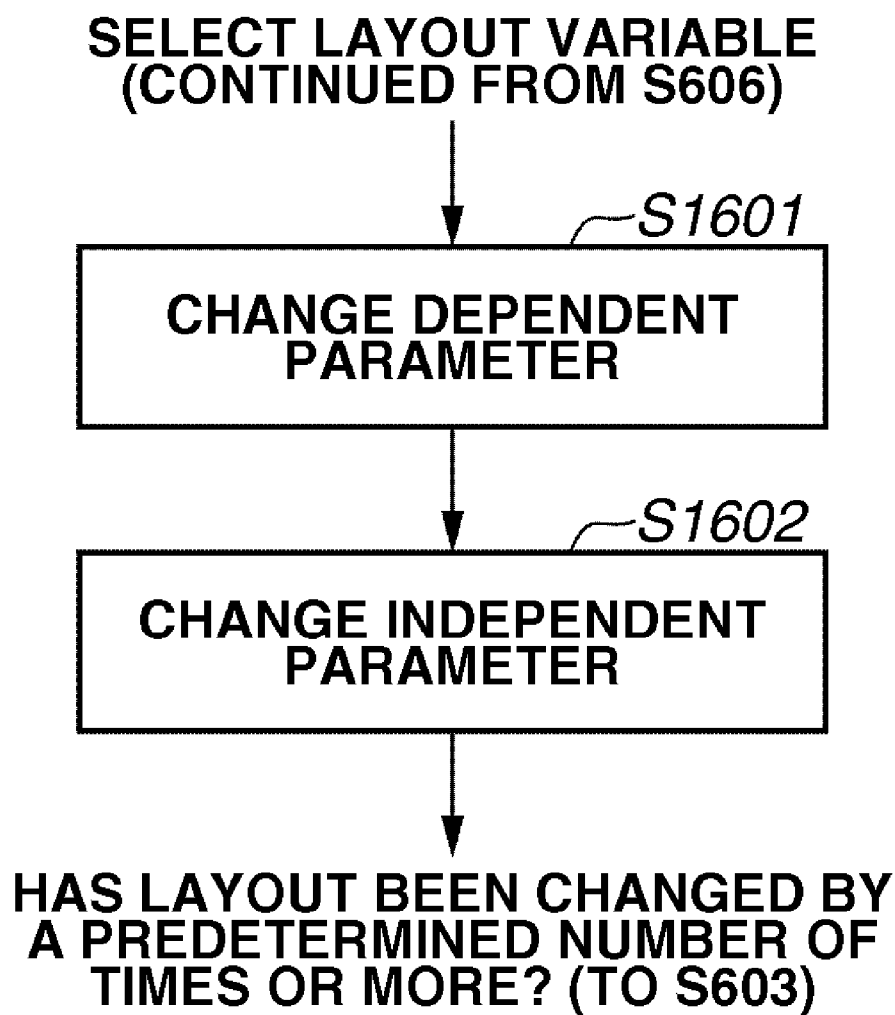 SELECT LAYOUT VARIABLE
(CONTINUED FROM S606)
S1601
CHANGE DEPENDENT
PARAMETER
S1602
CHANGE INDEPENDENT
PARAMETER
HAS LAYOUT BEEN CHANGED BY
A PREDETERMINED NUMBER OF
TIMES OR MORE? (TO S603)